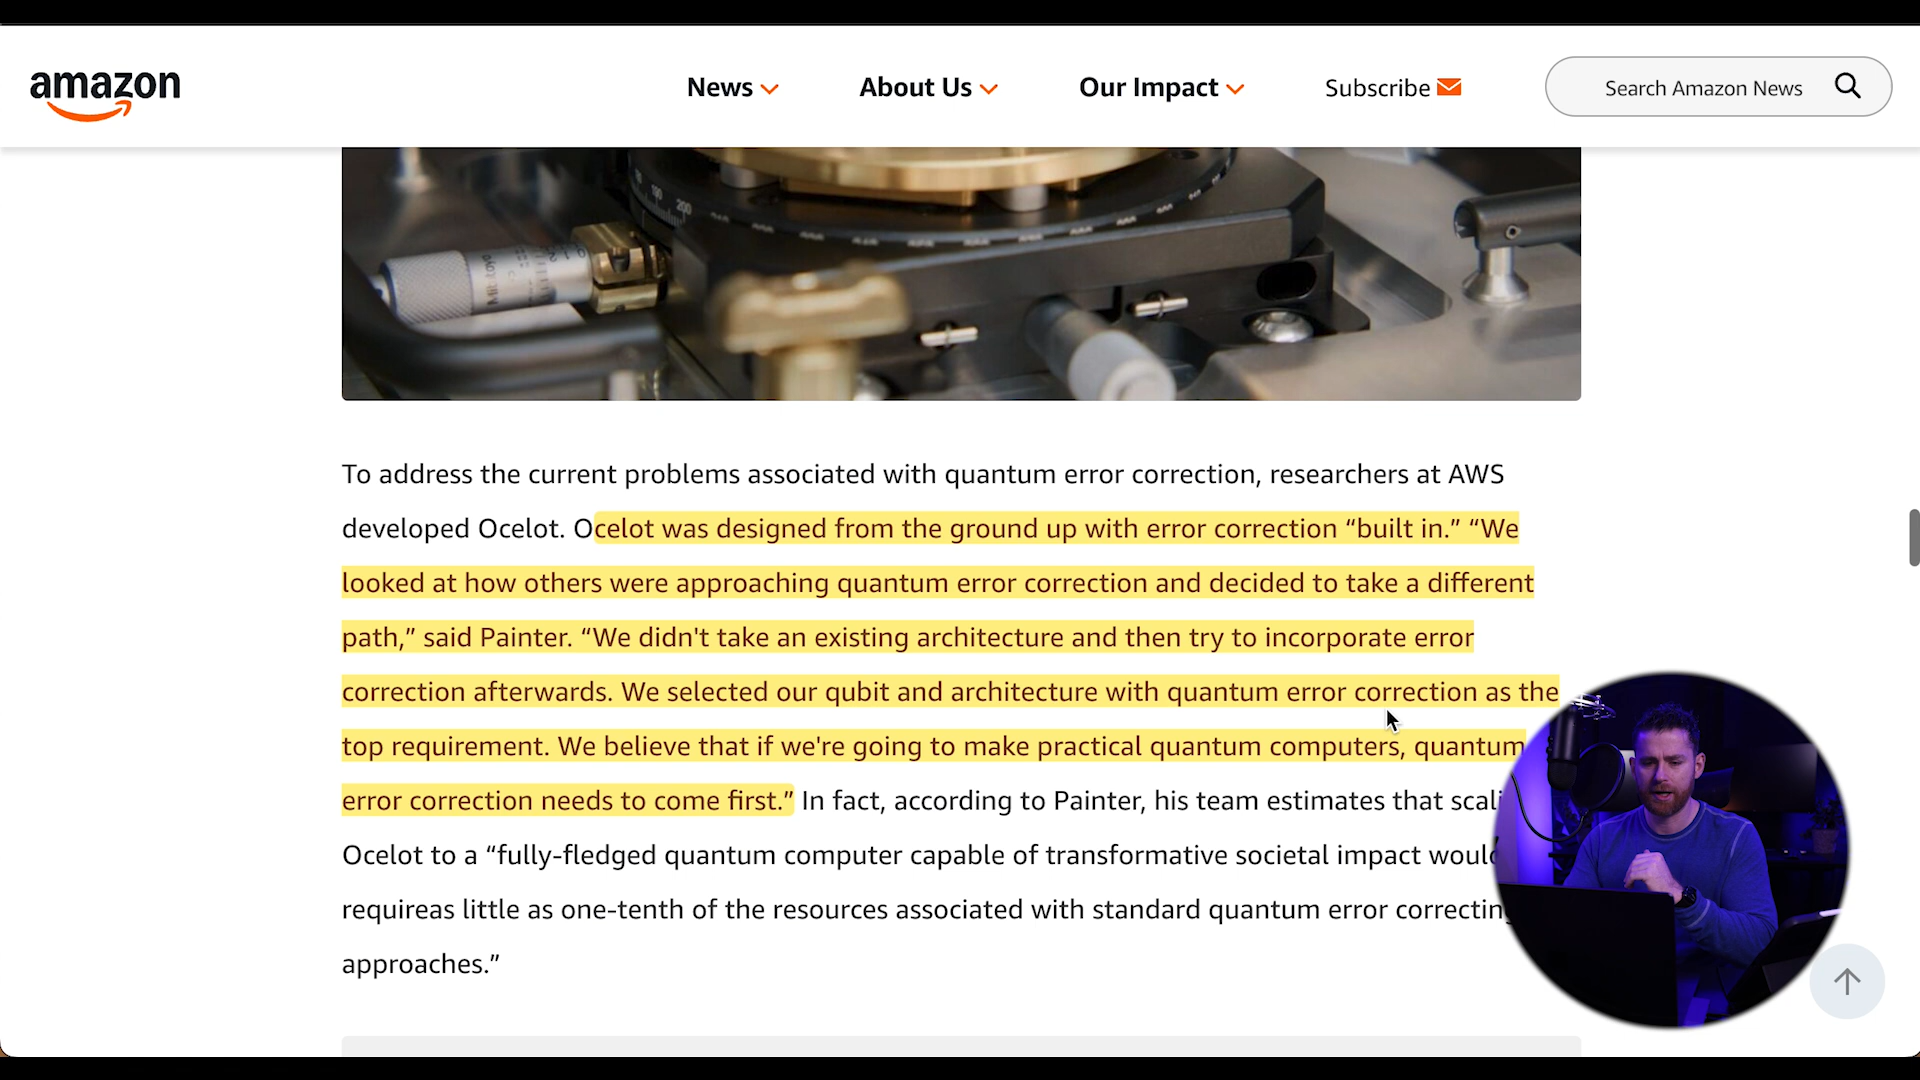 amazon
News
About Us
Our Impact
Subscribe
Search Amazon News
200
Mitutoyo
To address the current problems associated with quantum error correction, researchers at AWS
developed Ocelot. Ocelot was designed from the ground up with error correction “built in.” “We
looked at how others were approaching quantum error correction and decided to take a different
path,” said Painter. “We didn't take an existing architecture and then try to incorporate error
correction afterwards. We selected our qubit and architecture with quantum error correction as the
top requirement. We believe that if we're going to make practical quantum computers, quantum
error correction needs to come first.” In fact, according to Painter, his team estimates that scali
Ocelot to a “fully-fledged quantum computer capable of transformative societal impact would
requireas little as one-tenth of the resources associated with standard quantum error correcting
approaches.”